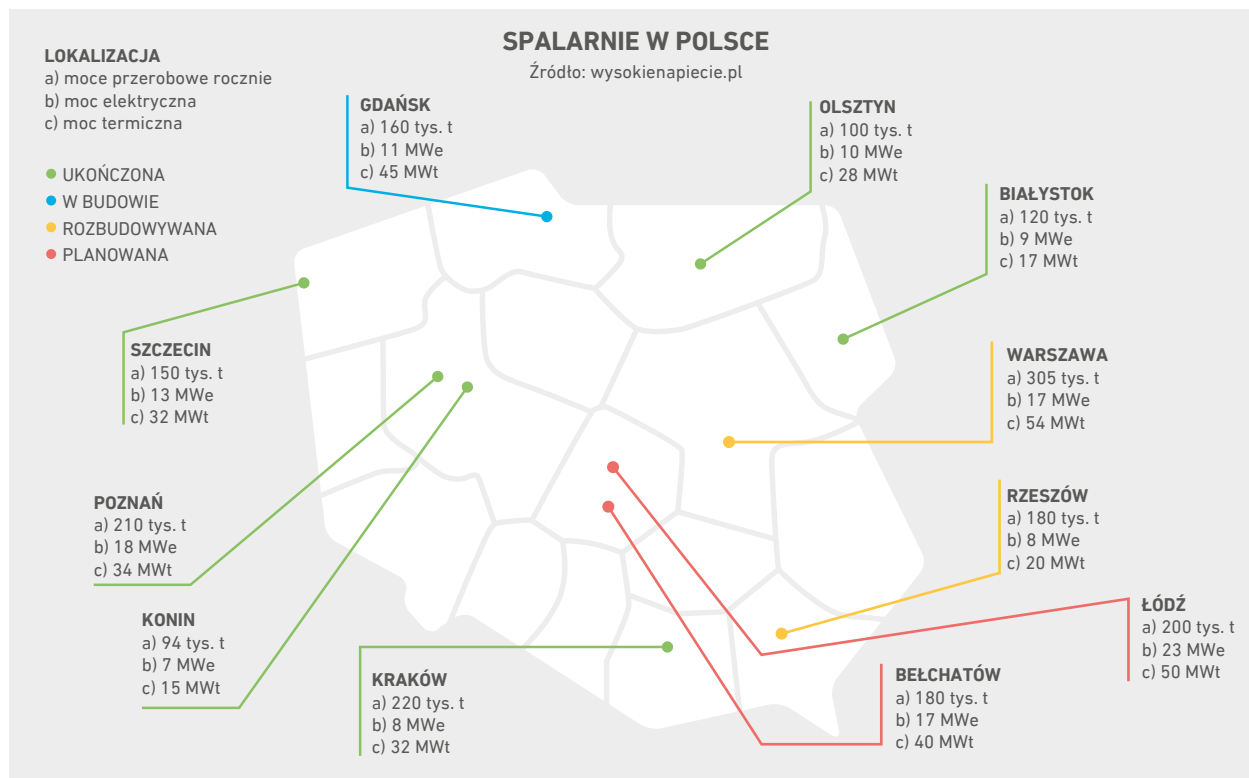 SPALARNIE W POLSCE
Źródło: wysokienapiecie.pl
LOKALIZACJA
a) moce przerobowe rocznie
b) moc elektryczna
c) moc termiczna
UKOŃCZONA
W BUDOWIE
ROZBUDOWYWANA
PLANOWANA
GDAŃSK
a) 160 tys. t
b) 11 MWe
c) 45 MWt
OLSZTYN
a) 100 tys. t
b) 10 MWe
c) 28 MWt
BIAŁYSTOK
a) 120 tys. t
b) 9 MWe
c) 17 MWt
SZCZECIN
a) 150 tys. t
b) 13 MWe
c) 32 MWt
WARSZAWA
a) 305 tys. t
b) 17 MWe
c) 54 MWt
POZNAŃ
a) 210 tys. t
b) 18 MWe
c) 34 MWt
RZESZÓW
a) 180 tys. t
b) 8 MWe
c) 20 MWt
KONIN
a) 94 tys. t
b) 7 MWe
c) 15 MWt
ŁÓDŹ
a) 200 tys. t
b) 23 MWe
c) 50 MWt
KRAKÓW
a) 220 tys. t
b) 8 MWe
c) 32 MWt
BEŁCHATÓW
a) 180 tys. t
b) 17 MWe
c) 40 MWt